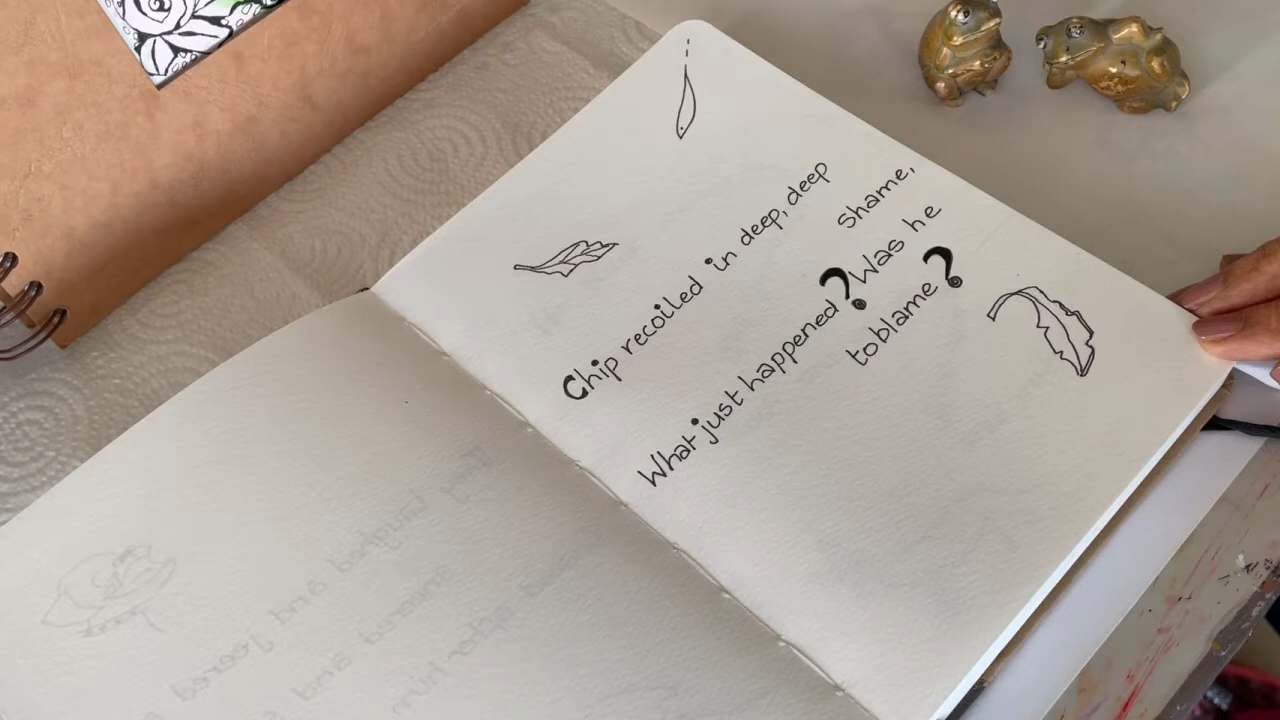 Chip recoiled in deep, deep
shame,
What just happened? Was he
to blame?